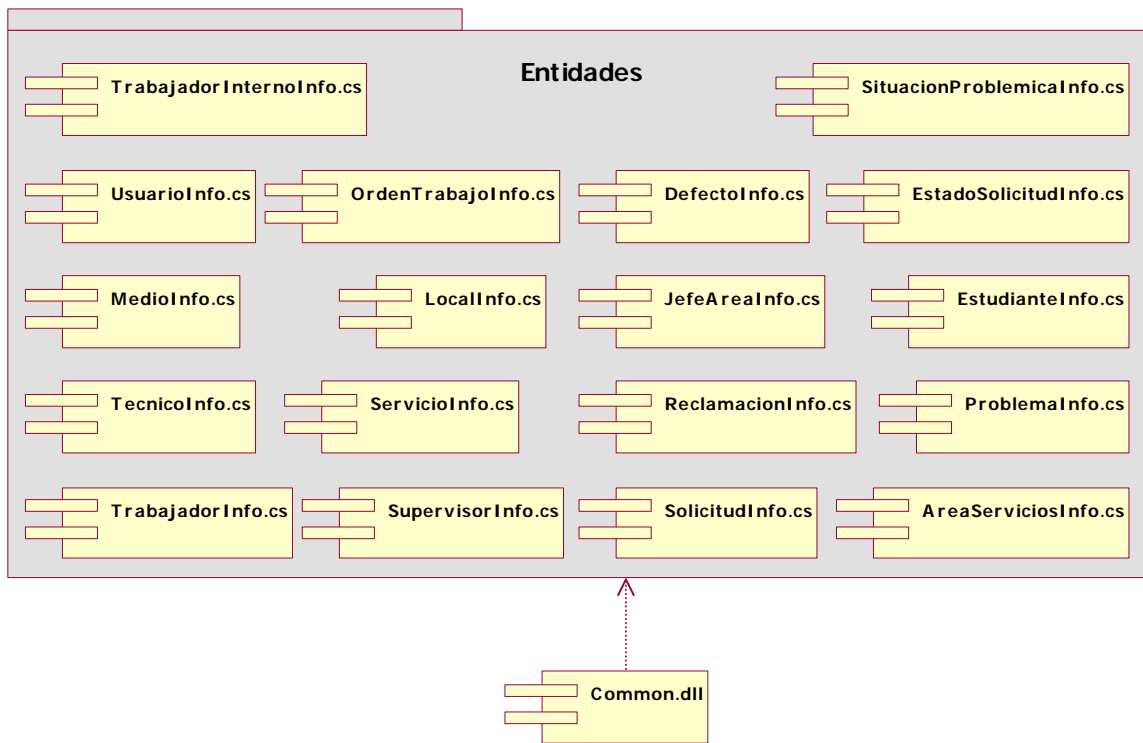 Entidades
TrabajadorInternoInfo.cs
SituacionProblemicaInfo.cs
UsuarioInfo.cs
OrdenTrabajoInfo.cs
DefectoInfo.cs
EstadoSolicitudInfo.cs
MedioInfo.cs
LocalInfo.cs
JefeAreaInfo.cs
EstudianteInfo.cs
TecnicoInfo.cs
ServicioInfo.cs
ReclamacionInfo.cs
ProblemaInfo.cs
TrabajadorInfo.cs
SupervisorInfo.cs
SolicitudInfo.cs
AreaServiciosInfo.cs
Common.dll